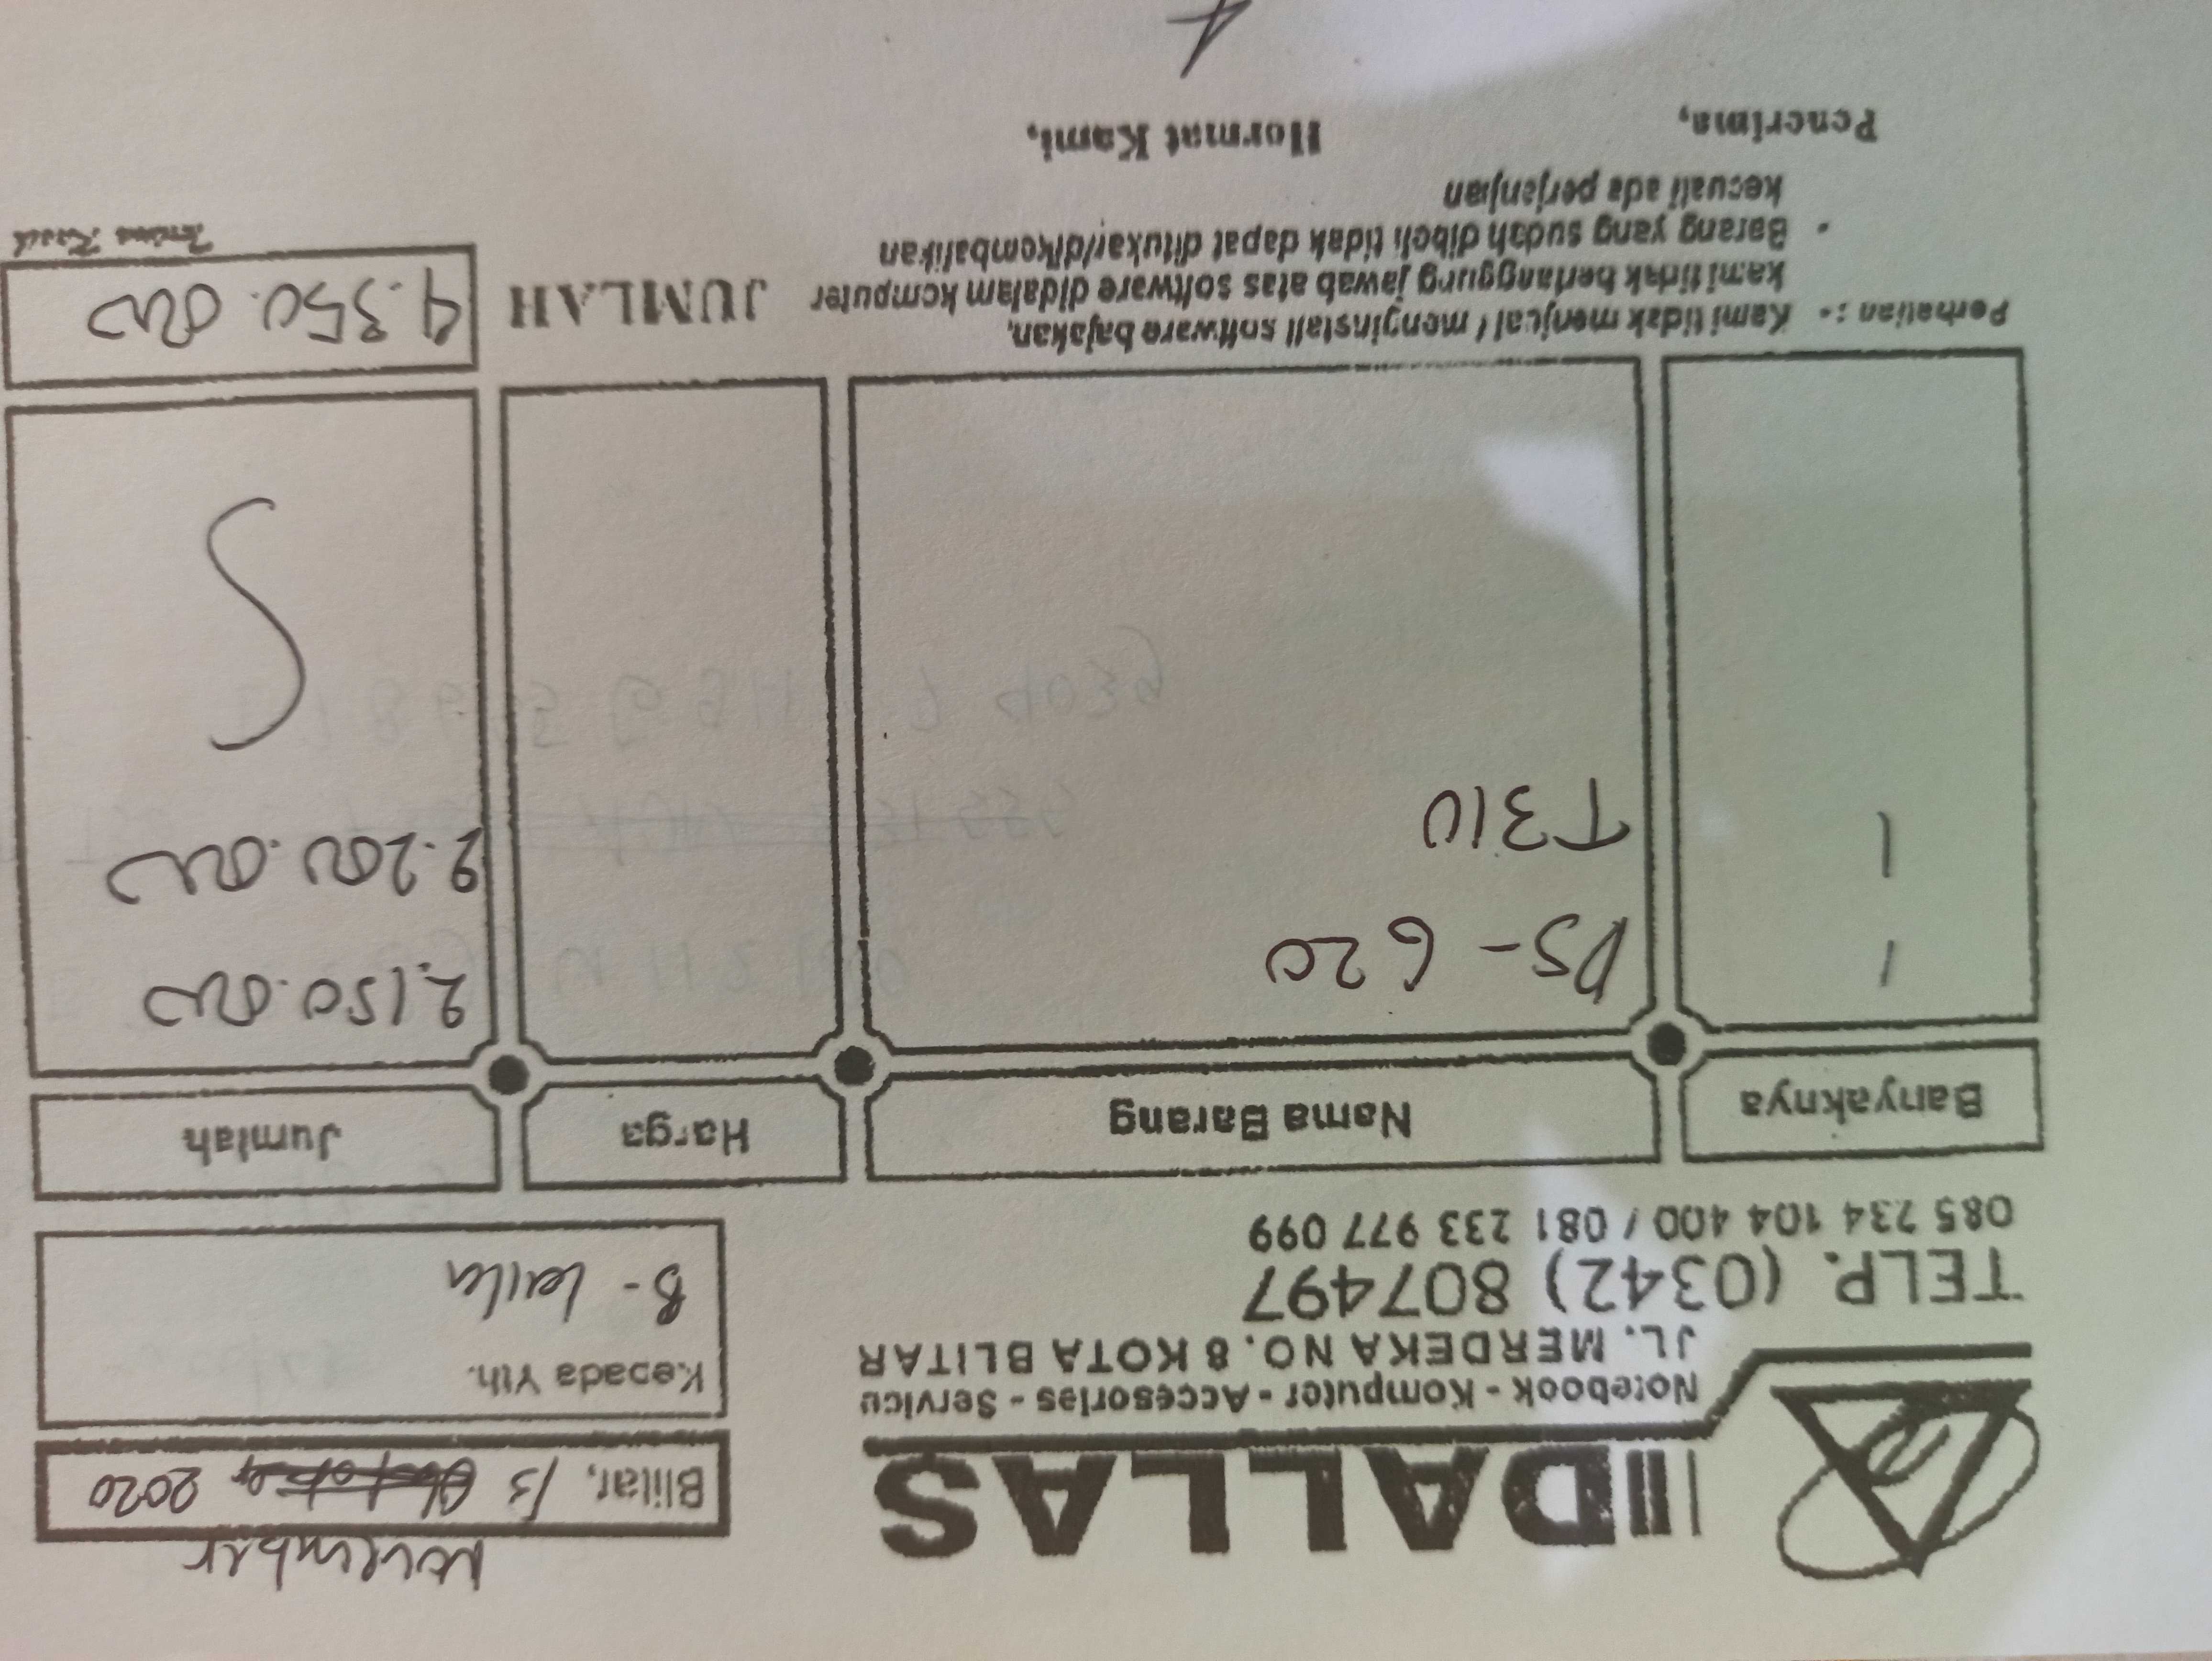 DALLAS
Notebook - Komputer - Accesories - Service
JL. MERDEKA NO. 8 KOTA BLITAR
TELP. (0342) 807497
085 234 104 400 / 081 233 977 099
November
Blitar, 13 Oktober 2020
Kepada Yth.
B- Laila
Banyaknya Nama Barang Harga Jumlah
1 DS-620 2.150.000
1 T310 2.200.000
Perhatian :- Kami tidak menjual / menginstall software bajakan,
kami tidak bertanggung jawab atas software didalam komputer
- Barang yang sudah dibeli tidak dapat ditukar/dikembalikan
kecuali ada perjanjian
JUMLAH 4.350.000
Terima Kasih
Penerima, Hormat Kami,